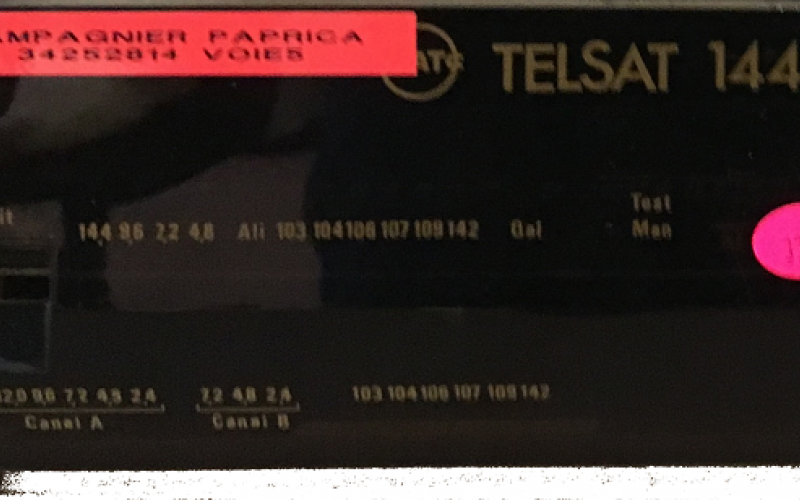 MPAGNIER PAPRICA
34252814 VOIES
TELSAT 144
14,4 9,6 7,2 4,8 Ali 103 104 106 107 109 142 Gal
Test
Man
9,6 7,2 4,8 2,4 7,2 4,8 2,4 103 104 106 107 109 142
Canal A Canal B